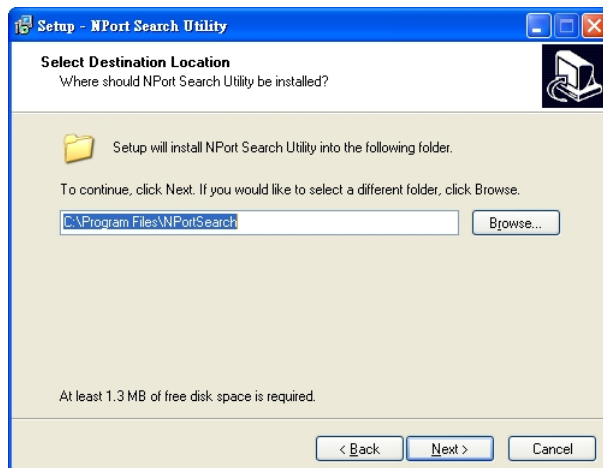 Setup - NPort Search Utility
Select Destination Location
Where should NPort Search Utility be installed?
Setup will install NPort Search Utility into the following folder.
To continue, click Next. If you would like to select a different folder, click Browse.
C:\Program Files\NPortSearch
Browse...
At least 1.3 MB of free disk space is required.
< Back
Next >
Cancel